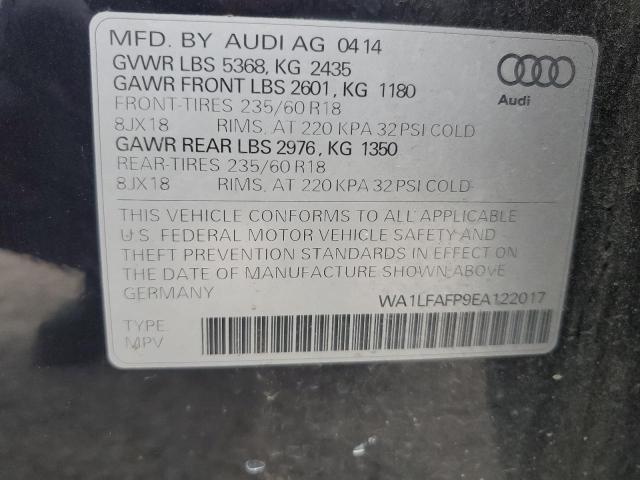 MFD. BY AUDI AG 0414
GVWR LBS 5368, KG 2435
GAWR FRONT LBS 2601, KG 1180
FRONT-TIRES 235/60 R18
8JX18 RIMS, AT 220 KPA 32 PSI COLD
GAWR REAR LBS 2976, KG 1350
REAR-TIRES 235/60 R18
8JX18 RIMS, AT 220 KPA 32 PSI COLD
Audi
THIS VEHICLE CONFORMS TO ALL APPLICABLE
U.S. FEDERAL MOTOR VEHICLE SAFETY AND
THEFT PREVENTION STANDARDS IN EFFECT ON
THE DATE OF MANUFACTURE SHOWN ABOVE
GERMANY WA1LFAFP9EA122017
TYPE
MPV